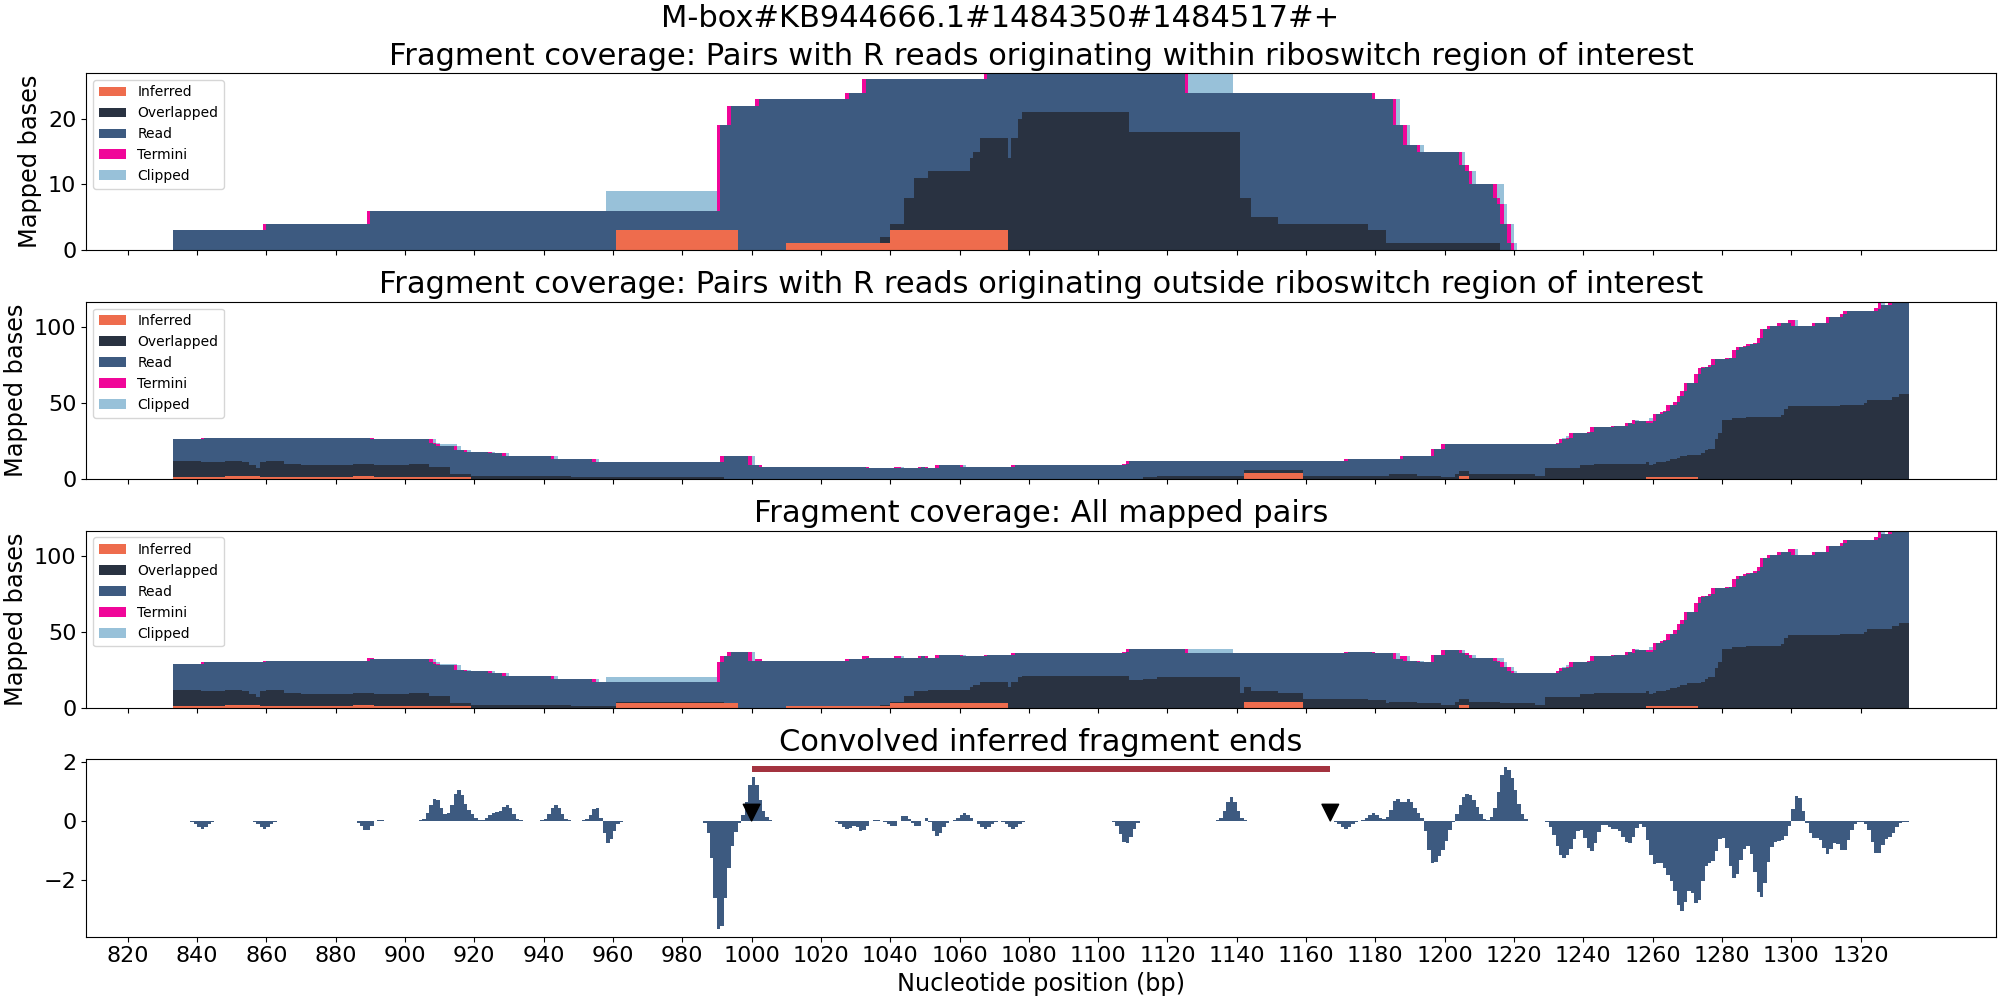 M-box#KB944666.1#1484350#1484517#+
Fragment coverage: Pairs with R reads originating within riboswitch region of interest
Mapped bases
20
10
0
Inferred
Overlapped
Read
Termini
Clipped
Fragment coverage: Pairs with R reads originating outside riboswitch region of interest
Mapped bases
100
50
0
Inferred
Overlapped
Read
Termini
Clipped
Fragment coverage: All mapped pairs
Mapped bases
100
50
0
Inferred
Overlapped
Read
Termini
Clipped
Convolved inferred fragment ends
2
0
−2
820 840 860 880 900 920 940 960 980 1000 1020 1040 1060 1080 1100 1120 1140 1160 1180 1200 1220 1240 1260 1280 1300 1320
Nucleotide position (bp)